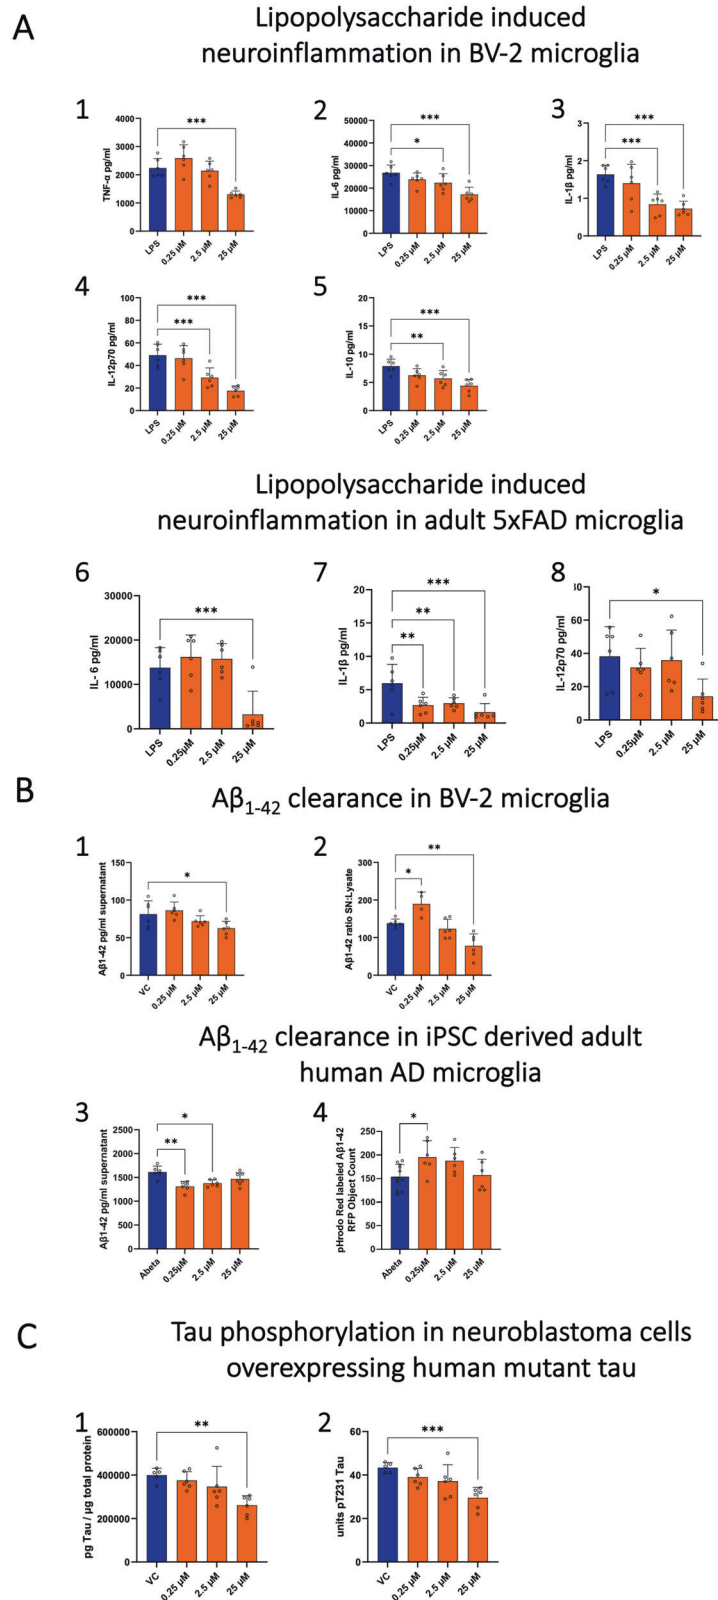 A
Lipopolysaccharide induced
neuroinflammation in BV-2 microglia
1
TNF-α pg/ml
4000
3000
2000
1000
0
***
LPS
0.25 µM
2.5 µM
25 µM
2
IL-6 pg/ml
50000
40000
30000
20000
10000
0
***
*
LPS
0.25 µM
2.5 µM
25 µM
3
IL-1β pg/ml
3
2
1
0
***
***
LPS
0.25 µM
2.5 µM
25 µM
4
IL-12p70 pg/ml
100
80
60
40
20
0
***
***
LPS
0.25 µM
2.5 µM
25 µM
5
IL-10 pg/ml
20
15
10
5
0
***
**
LPS
0.25 µM
2.5 µM
25 µM
Lipopolysaccharide induced
neuroinflammation in adult 5xFAD microglia
6
IL- 6 pg/ml
30000
20000
10000
0
***
LPS
0.25µM
2.5 µM
25 µM
7
IL-1β pg/ml
20
15
10
5
0
***
**
**
LPS
0.25µM
2.5 µM
25 µM
8
IL-12p70 pg/ml
60
40
20
0
*
LPS
0.25 µM
2.5 µM
25 µM
B
Aβ1-42 clearance in BV-2 microglia
1
Aβ1-42 pg/ml supernatant
150
100
50
0
*
VC
0.25 µM
2.5 µM
25 µM
2
Aβ1-42 ratio SN:Lysate
300
200
100
0
**
*
VC
0.25 µM
2.5 µM
25 µM
Aβ1-42 clearance in iPSC derived adult
human AD microglia
3
Aβ1-42 pg/ml supernatant
2500
2000
1500
1000
500
0
*
**
Abeta
0.25µM
2.5 µM
25 µM
4
pHrodo Red labeled Aβ1-42
RFP Object Count
250
200
150
100
50
0
*
Abeta
0.25µM
2.5 µM
25 µM
C
Tau phosphorylation in neuroblastoma cells
overexpressing human mutant tau
1
pg Tau / µg total protein
600000
400000
200000
0
**
VC
0.25 µM
2.5 µM
25 µM
2
units pT231 Tau
60
40
20
0
***
VC
0.25 µM
2.5 µM
25 µM